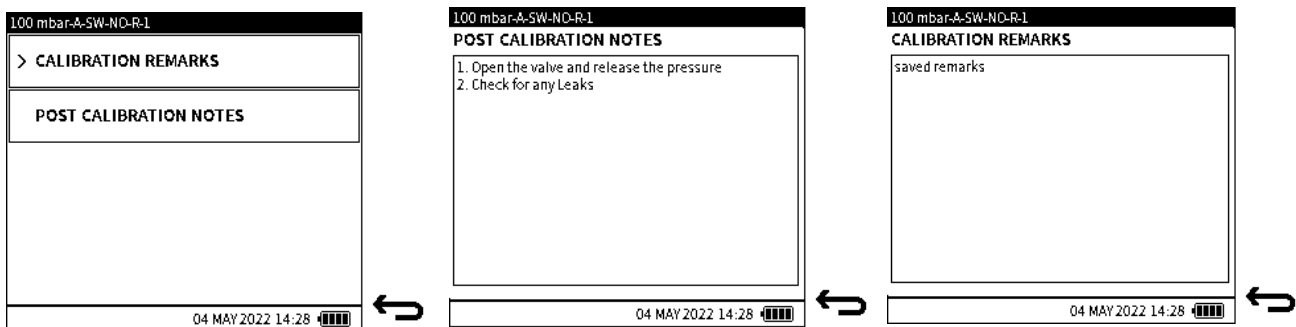 100 mbar-A-SW-NO-R-1
> CALIBRATION REMARKS
POST CALIBRATION NOTES
04 MAY 2022 14:28
100 mbar-A-SW-NO-R-1
POST CALIBRATION NOTES
1. Open the valve and release the pressure
2. Check for any Leaks
04 MAY 2022 14:28
100 mbar-A-SW-NO-R-1
CALIBRATION REMARKS
saved remarks
04 MAY 2022 14:28